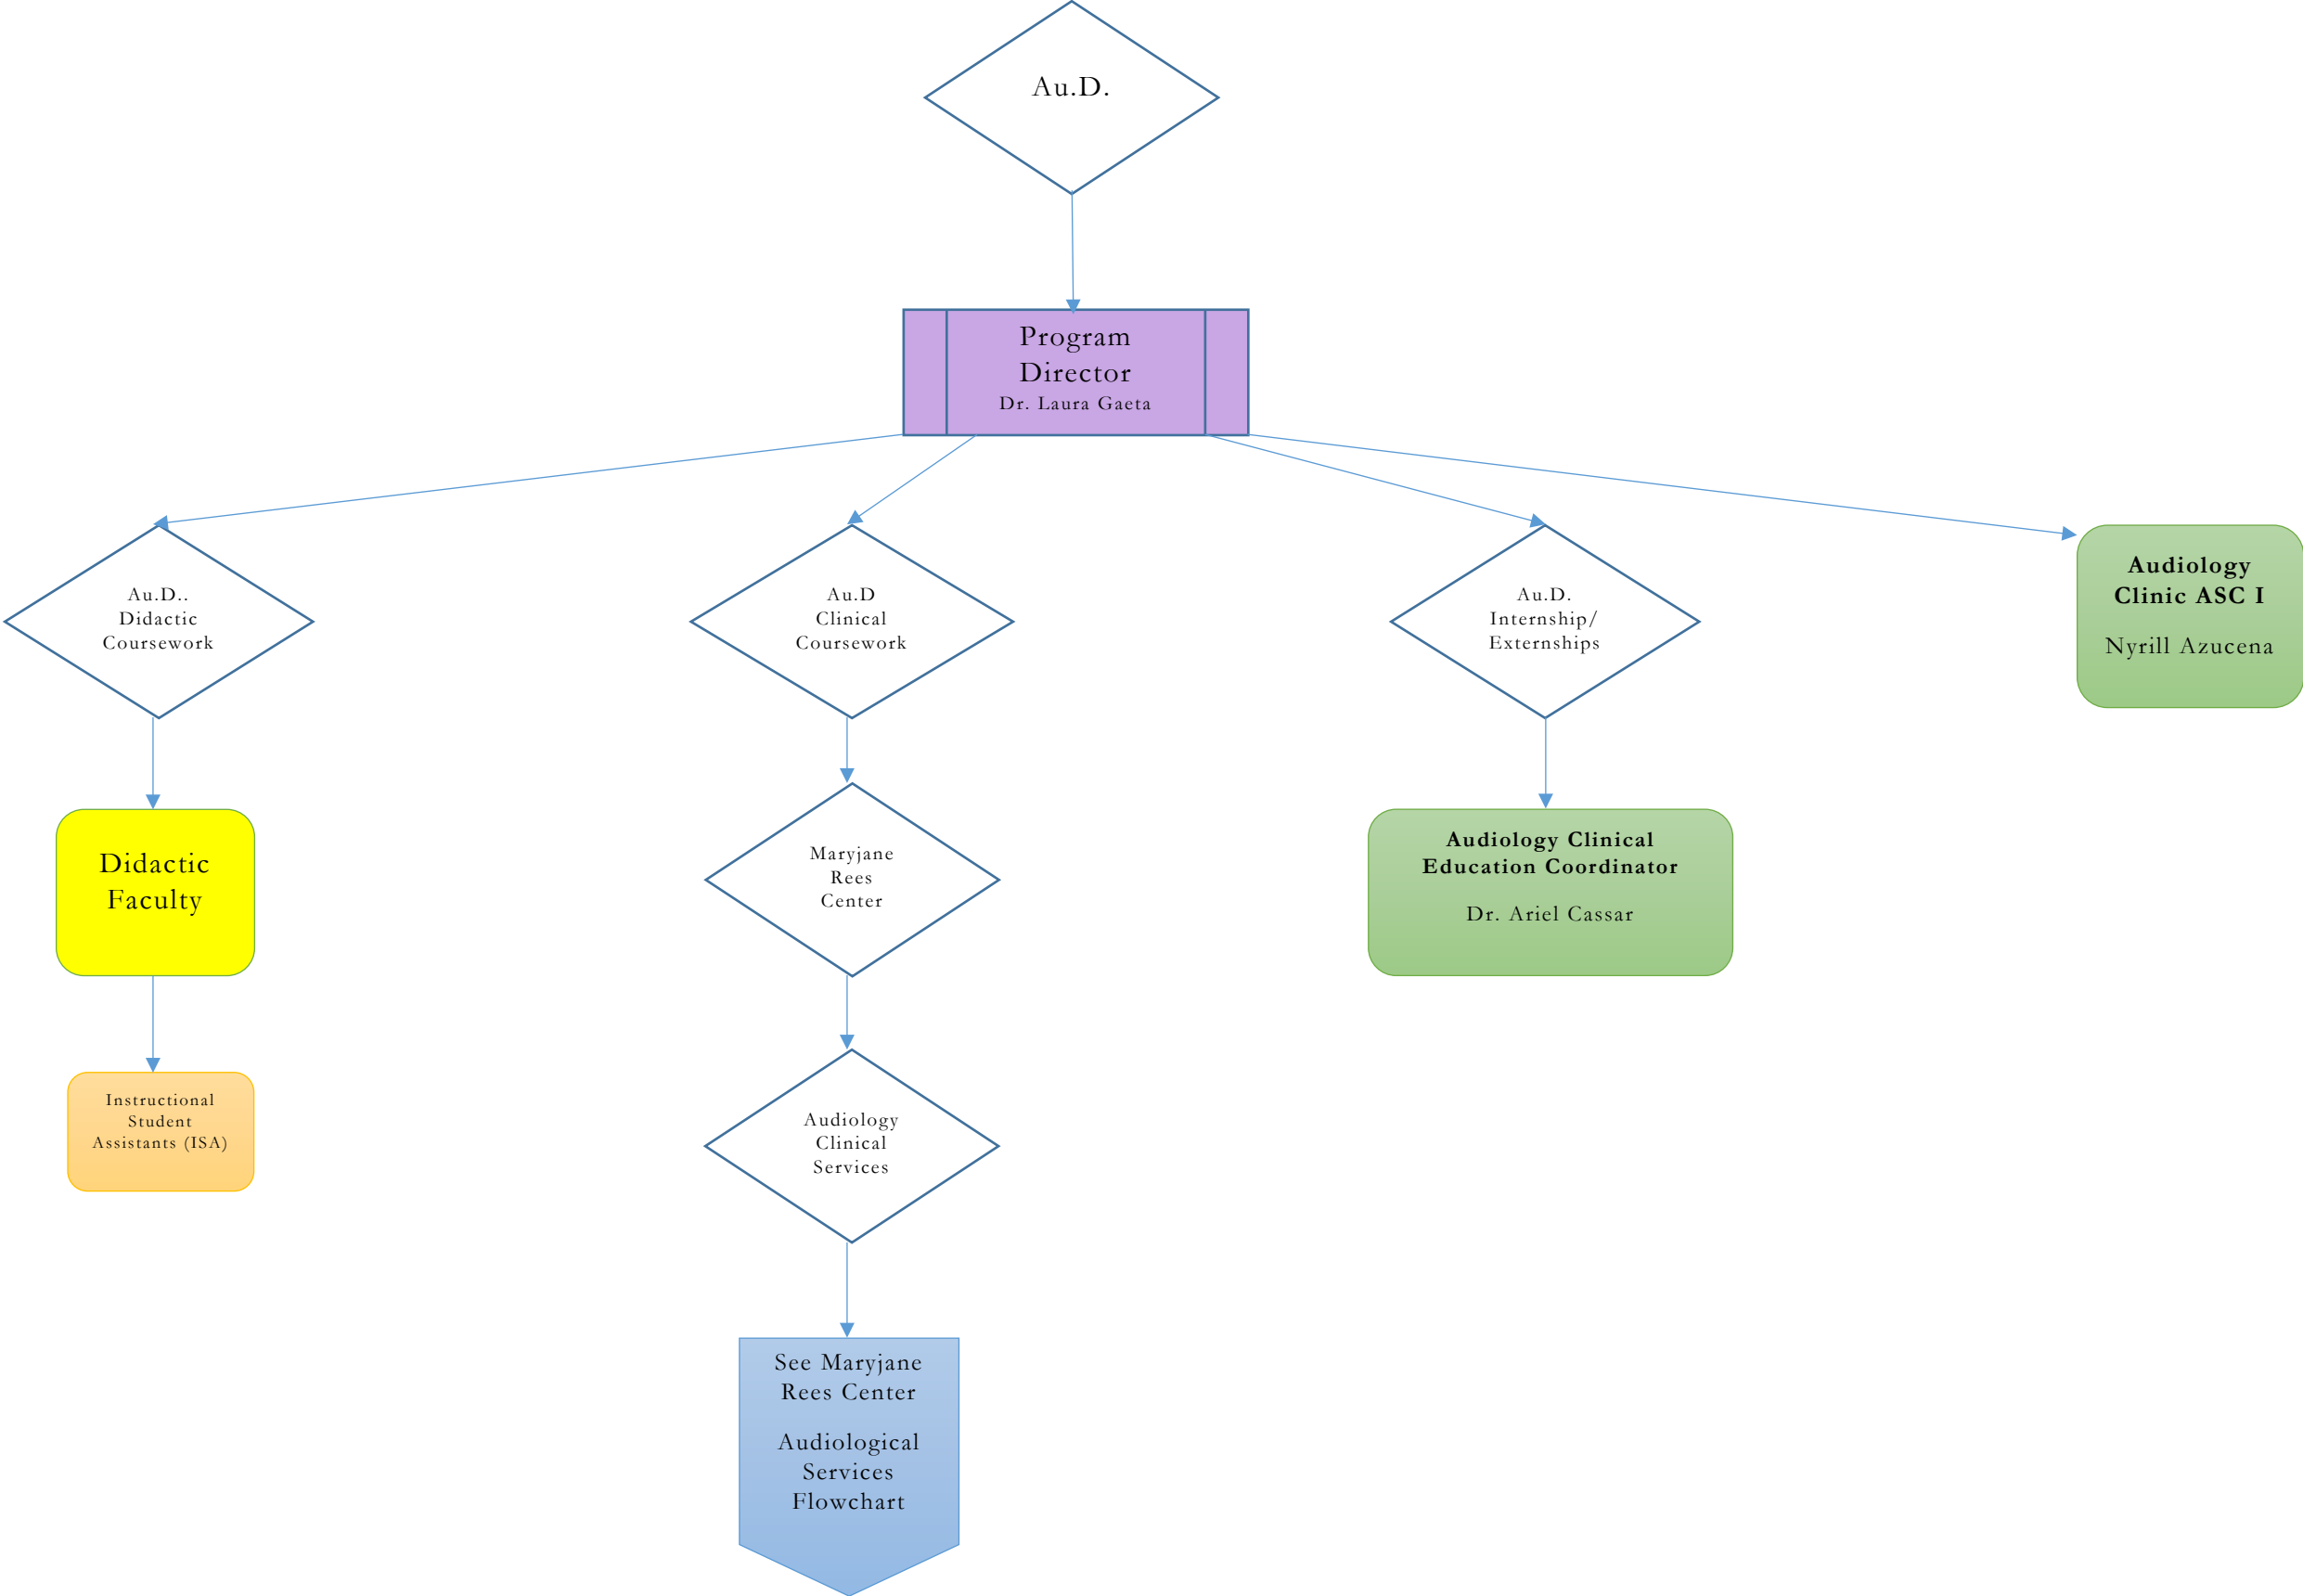 Au.D.
Program
Director
Dr. Laura Gaeta
Au.D..
Didactic
Coursework
Au.D
Clinical
Coursework
Au.D.
Internship/
Externships
Audiology
Clinic ASC I
Nyrill Azucena
Didactic
Faculty
Maryjane
Rees
Center
Audiology Clinical
Education Coordinator
Dr. Ariel Cassar
Instructional
Student
Assistants (ISA)
Audiology
Clinical
Services
See Maryjane
Rees Center
Audiological
Services
Flowchart